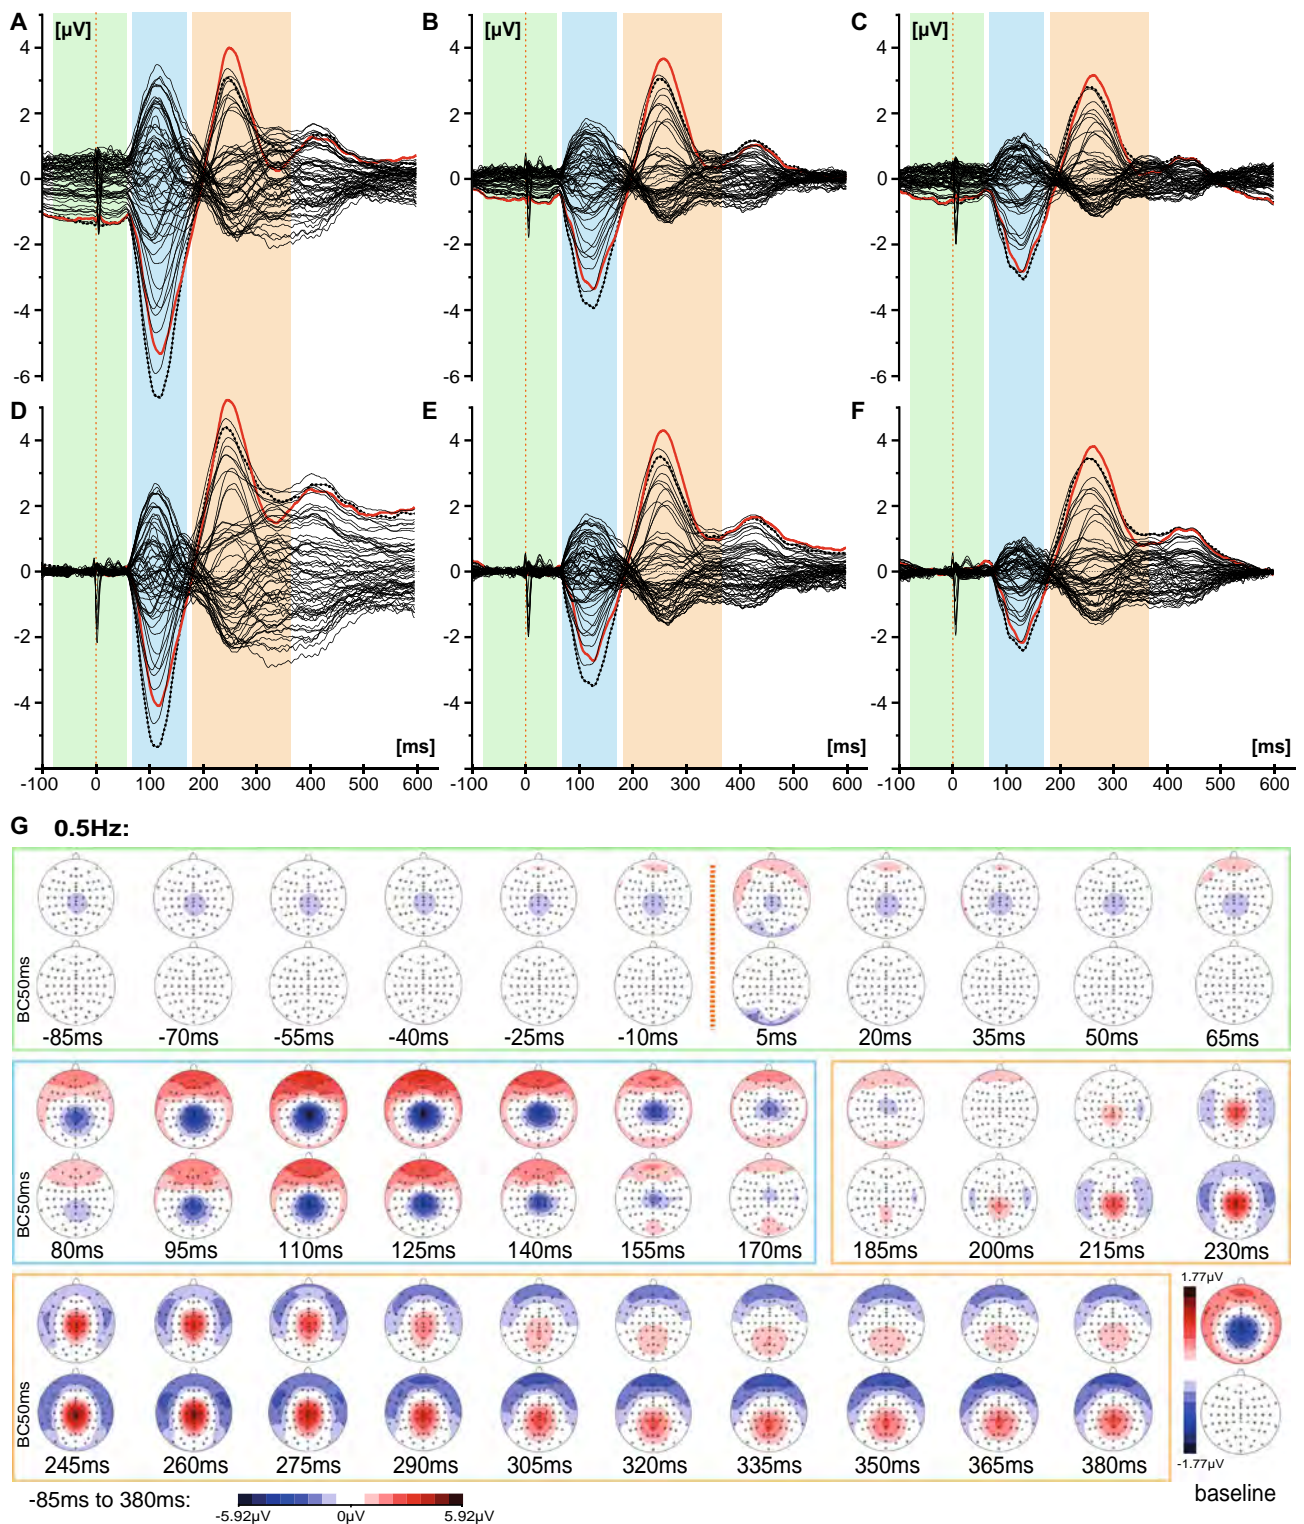 A [µV] B [µV] C [µV]
4 4 4
2 2 2
0 0 0
-2 -2 -2
-4 -4 -4
-6 -6 -6
D E F
4 4 4
2 2 2
0 0 0
-2 -2 -2
-4 -4 -4
[ms] [ms] [ms]
-100 0 100 200 300 400 500 600 -100 0 100 200 300 400 500 600 -100 0 100 200 300 400 500 600
G 0.5Hz:
BC50ms
-85ms -70ms -55ms -40ms -25ms -10ms 5ms 20ms 35ms 50ms 65ms
BC50ms
80ms 95ms 110ms 125ms 140ms 155ms 170ms 185ms 200ms 215ms 230ms
1.77µV
BC50ms
-1.77µV
245ms 260ms 275ms 290ms 305ms 320ms 335ms 350ms 365ms 380ms
baseline
-85ms to 380ms:
-5.92µV 0µV 5.92µV